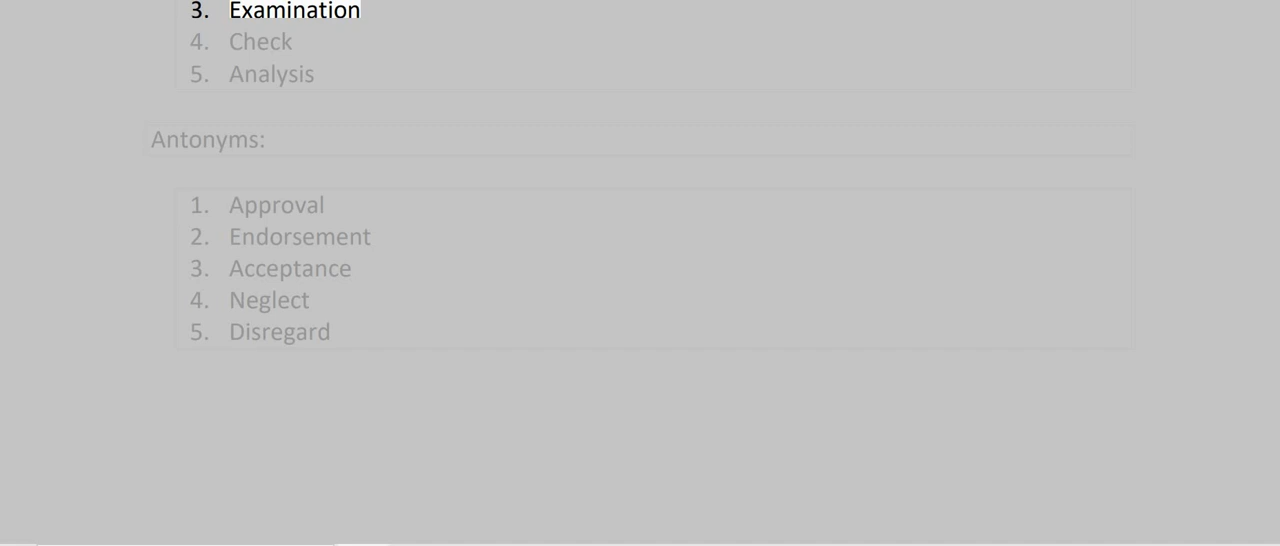 3. Examination
4. Check
5. Analysis
Antonyms:
1. Approval
2. Endorsement
3. Acceptance
4. Neglect
5. Disregard